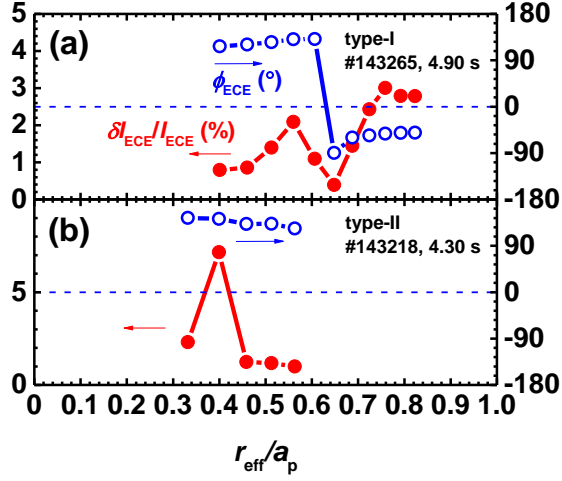 5 (a) type-I 180
4 #143265, 4.90 s 90
ϕECE (°)
3
0
2 δIECE/IECE (%)
1 -90
0 -180
(b) type-II
#143218, 4.30 s 90
5 0
-90
0 -180
0 0.1 0.2 0.3 0.4 0.5 0.6 0.7 0.8 0.9 1.0
reff/ap